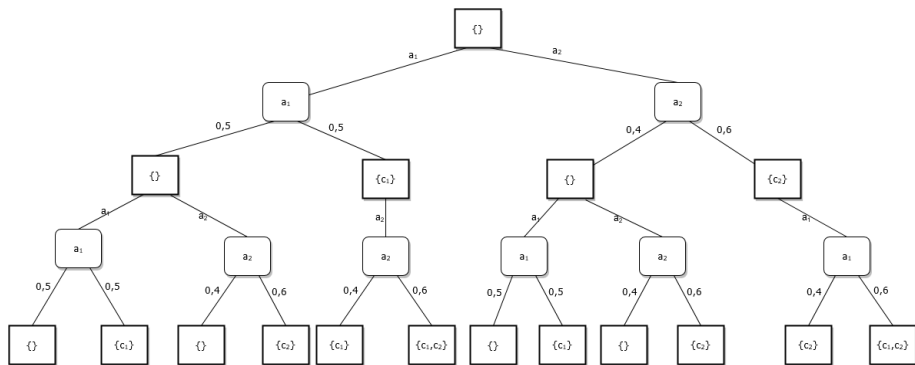 {}
a₁ a₂
a₁ a₂
0,5 0,5 0,4 0,6
{} {c₁} {} {c₂}
a₁ a₂ a₂ a₁ a₂ a₁
a₁ a₂ a₂ a₁ a₂ a₁
0,5 0,5 0,4 0,6 0,4 0,6 0,5 0,5 0,4 0,6 0,4 0,6
{} {c₁} {} {c₂} {c₁} {c₁,c₂} {} {c₁} {} {c₂} {c₂} {c₁,c₂}